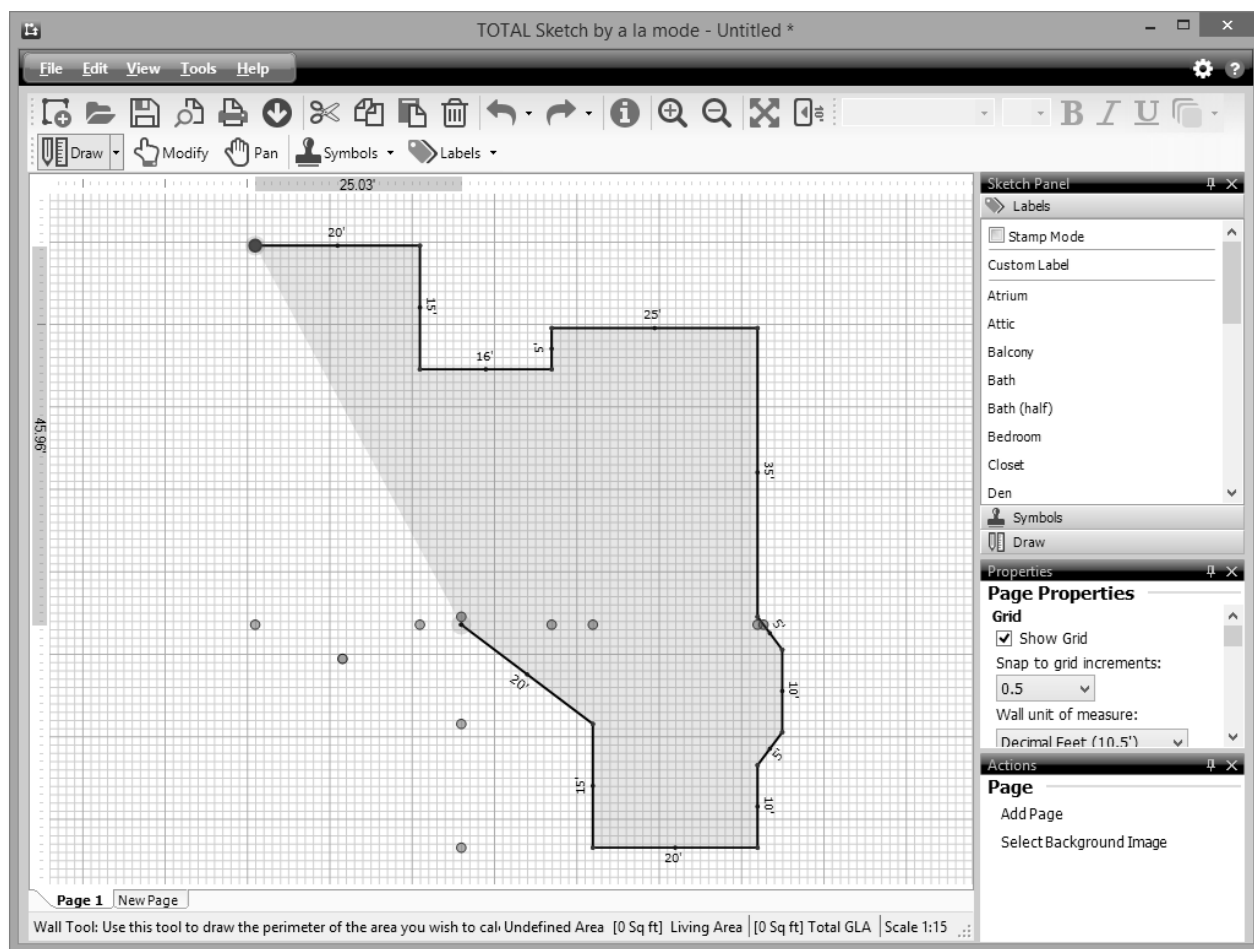 TOTAL Sketch by a la mode - Untitled *
File Edit View Tools Help
B I U
Draw Modify Pan Symbols Labels
25.03'
45.96'
20'
15'
16'
5'
25'
35'
5'
10'
5'
10'
20'
15'
20'
Sketch Panel
Labels
Stamp Mode
Custom Label
Atrium
Attic
Balcony
Bath
Bath (half)
Bedroom
Closet
Den
Symbols
Draw
Properties
Page Properties
Grid
Show Grid
Snap to grid increments:
0.5
Wall unit of measure:
Decimal Feet (10.5')
Actions
Page
Add Page
Select Background Image
Page 1 New Page
Wall Tool: Use this tool to draw the perimeter of the area you wish to cal Undefined Area [0 Sq ft] Living Area [0 Sq ft] Total GLA Scale 1:15